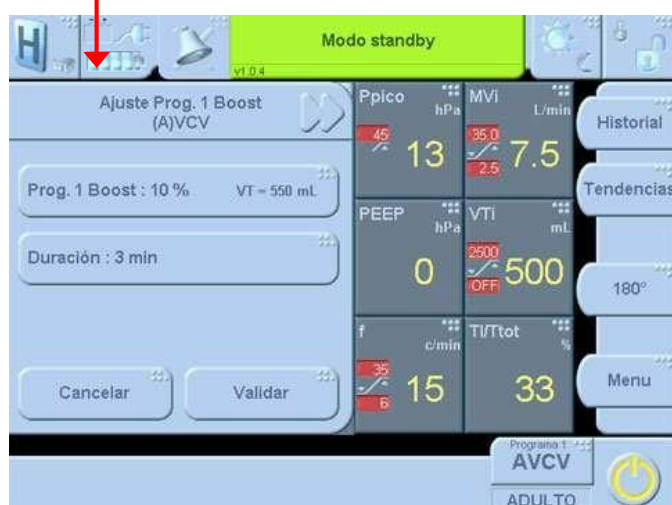 H
Modo standby
v1.0.4
Ajuste Prog. 1 Boost
(A)VCV
Prog. 1 Boost : 10 % VT = 550 mL
Duración : 3 min
Cancelar
Validar
Ppico
hPa
45
13
MVi
L/min
35.0
2.5
7.5
PEEP
hPa
0
VTi
mL
2500
OFF
500
f
c/min
35
6
15
TI/Ttot
%
33
Historial
Tendencias
180°
Menu
Programa 1
AVCV
ADULTO